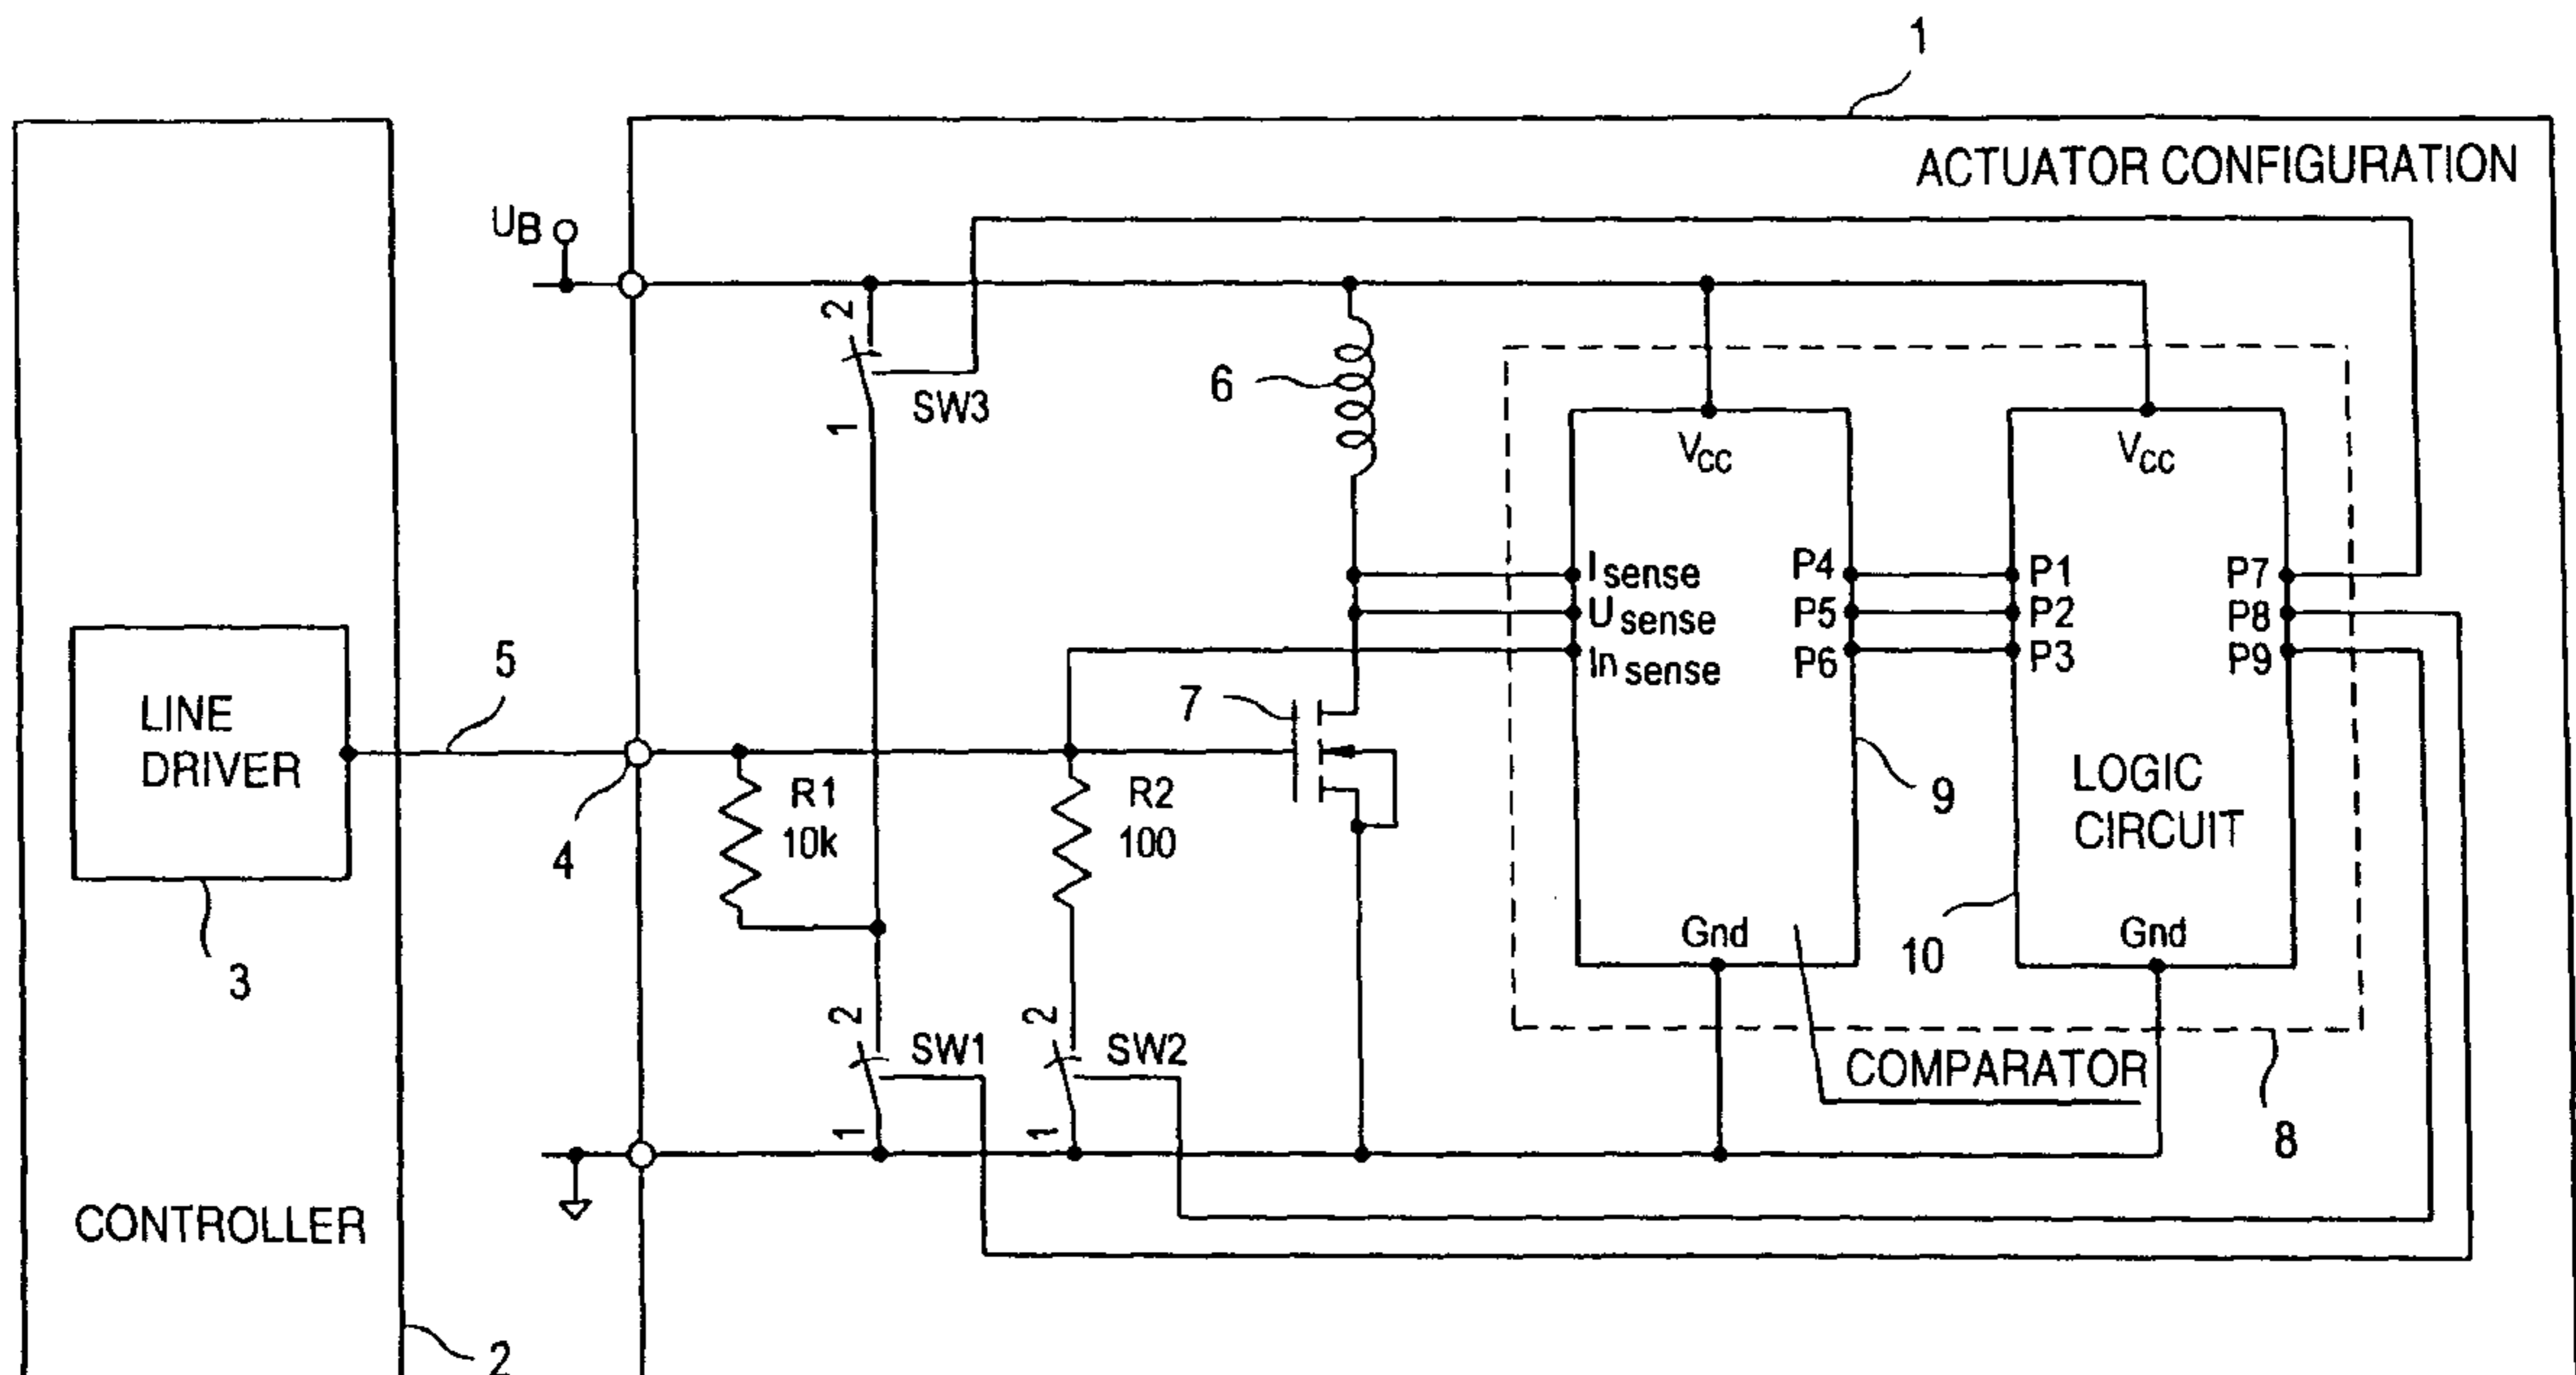 1
ACTUATOR CONFIGURATION
UB
2
SW3
1
6
VCC
VCC
Isense
Usense
Insense
P4
P5
P6
P1
P2
P3
P7
P8
P9
LINE
DRIVER
5
7
R1
10k
R2
100
4
3
9
LOGIC
CIRCUIT
10
Gnd
Gnd
2
SW1
1
2
SW2
1
COMPARATOR
8
CONTROLLER
2